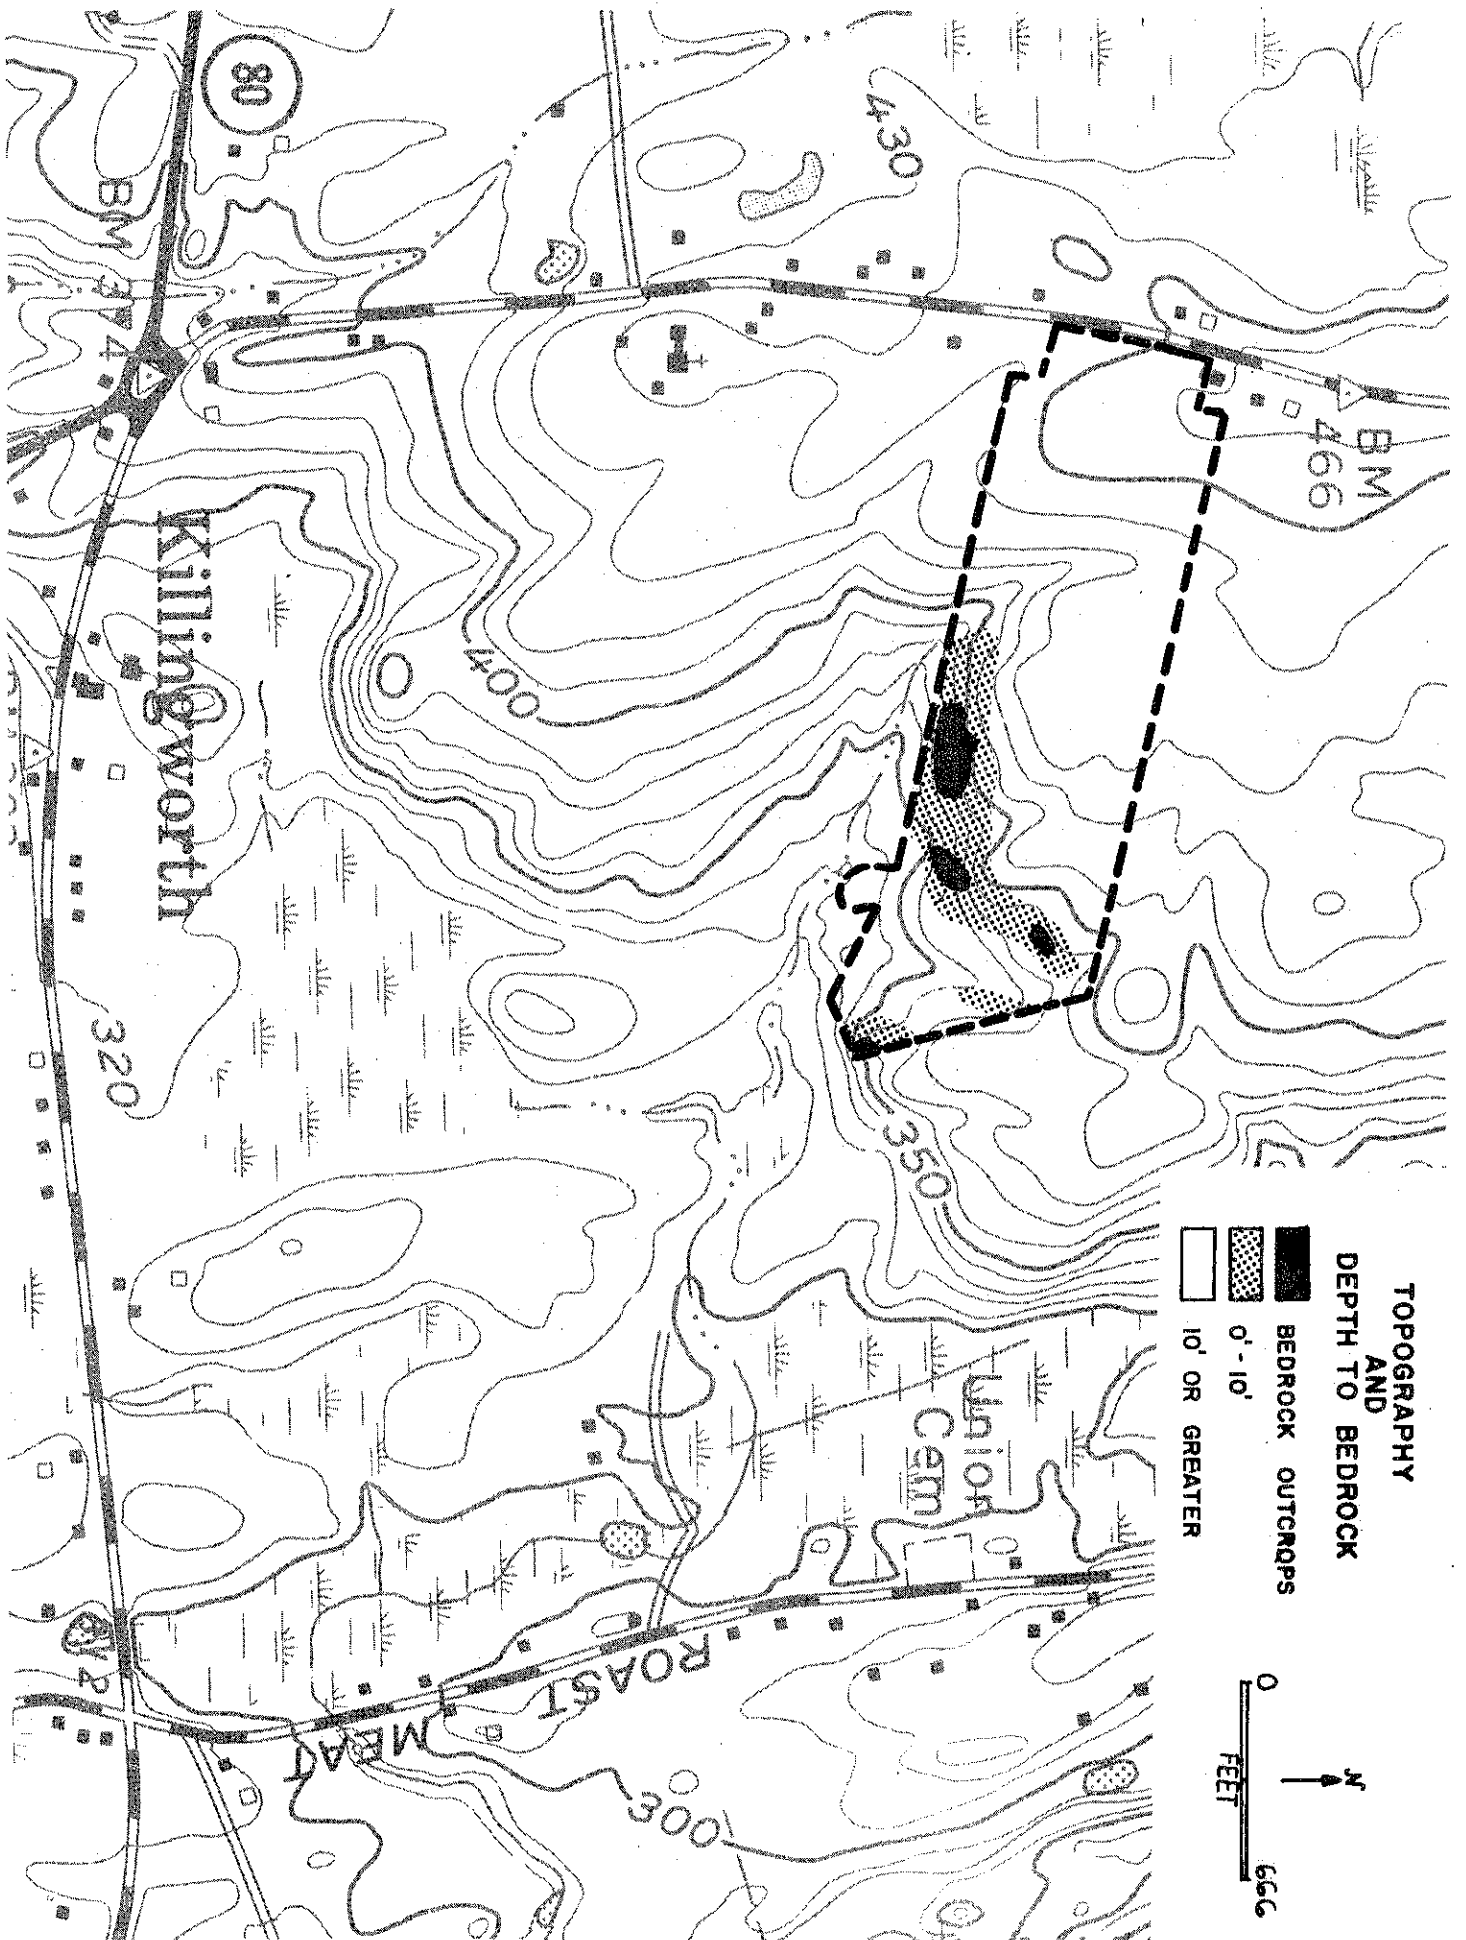 TOPOGRAPHY
AND
DEPTH TO BEDROCK
BEDROCK OUTCROPS
0' - 10'
10' OR GREATER
N
0
666
FEET
BM
466
430
80
BM 374
400
Killingworth
320
350
Union
Cem
ROAST
MEAT
300